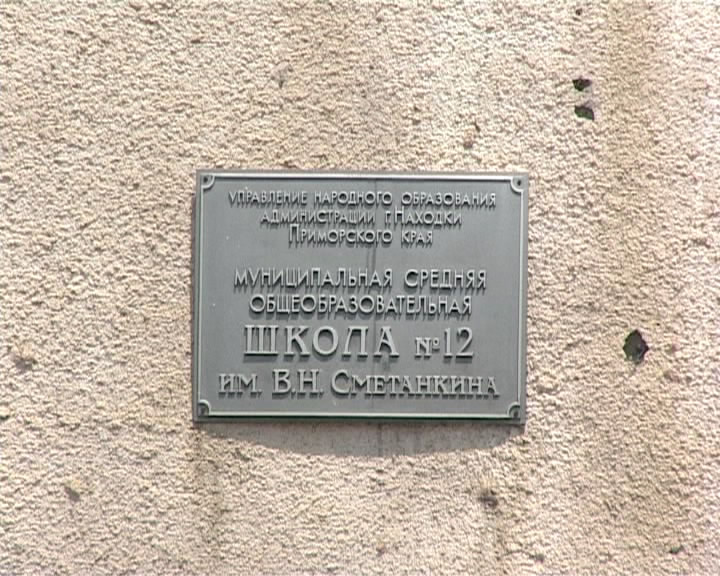 Управление народного образования
администрации г. Находки
Приморского края
муниципальная средняя
общеобразовательная
школа №12
им. В.Н. Сметанкина